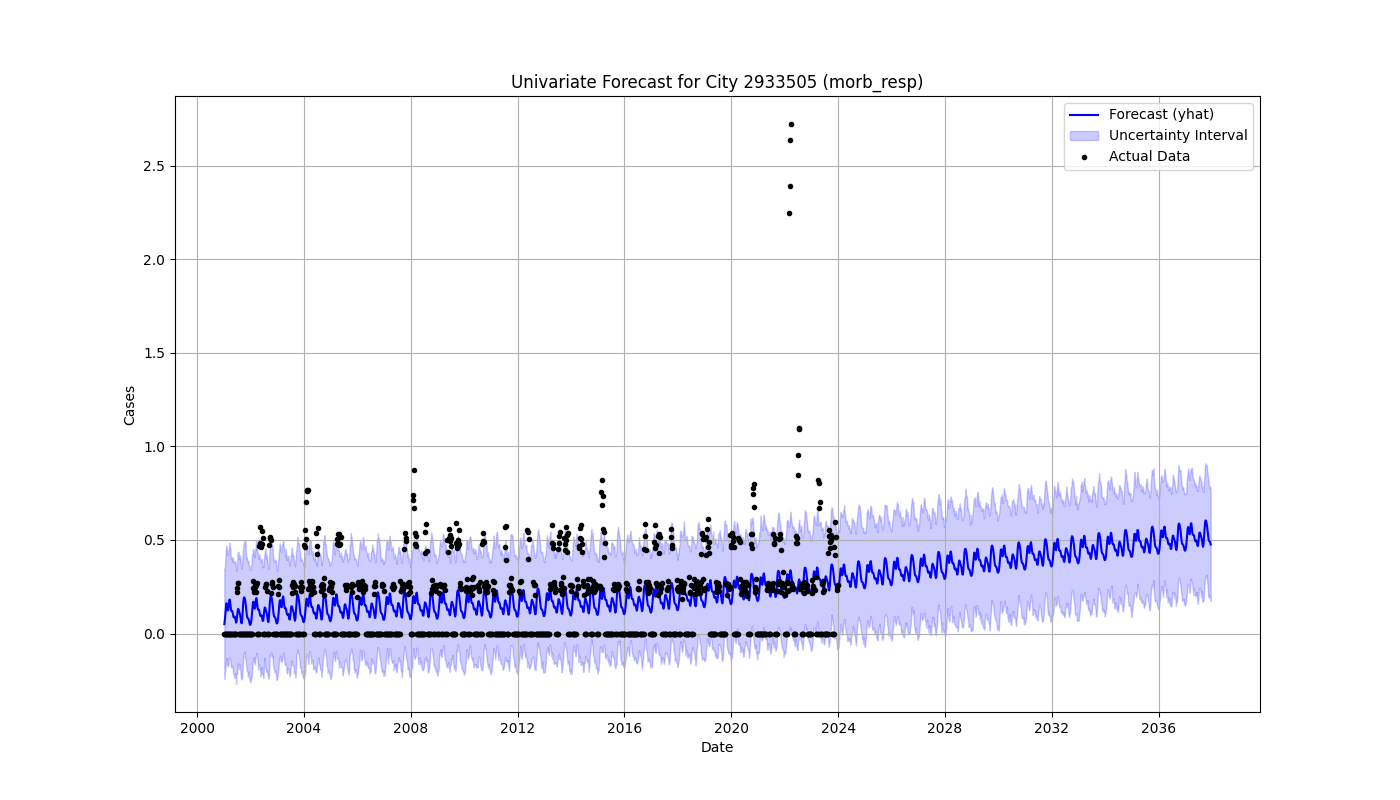 Univariate Forecast for City 2933505 (morb_resp)
Forecast (yhat)
Uncertainty Interval
Actual Data
Cases
2.5
2.0
1.5
1.0
0.5
0.0
2000 2004 2008 2012 2016 2020 2024 2028 2032 2036
Date